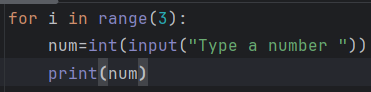 for i in range(3):
    num=int(input("Type a number "))
    print(num)